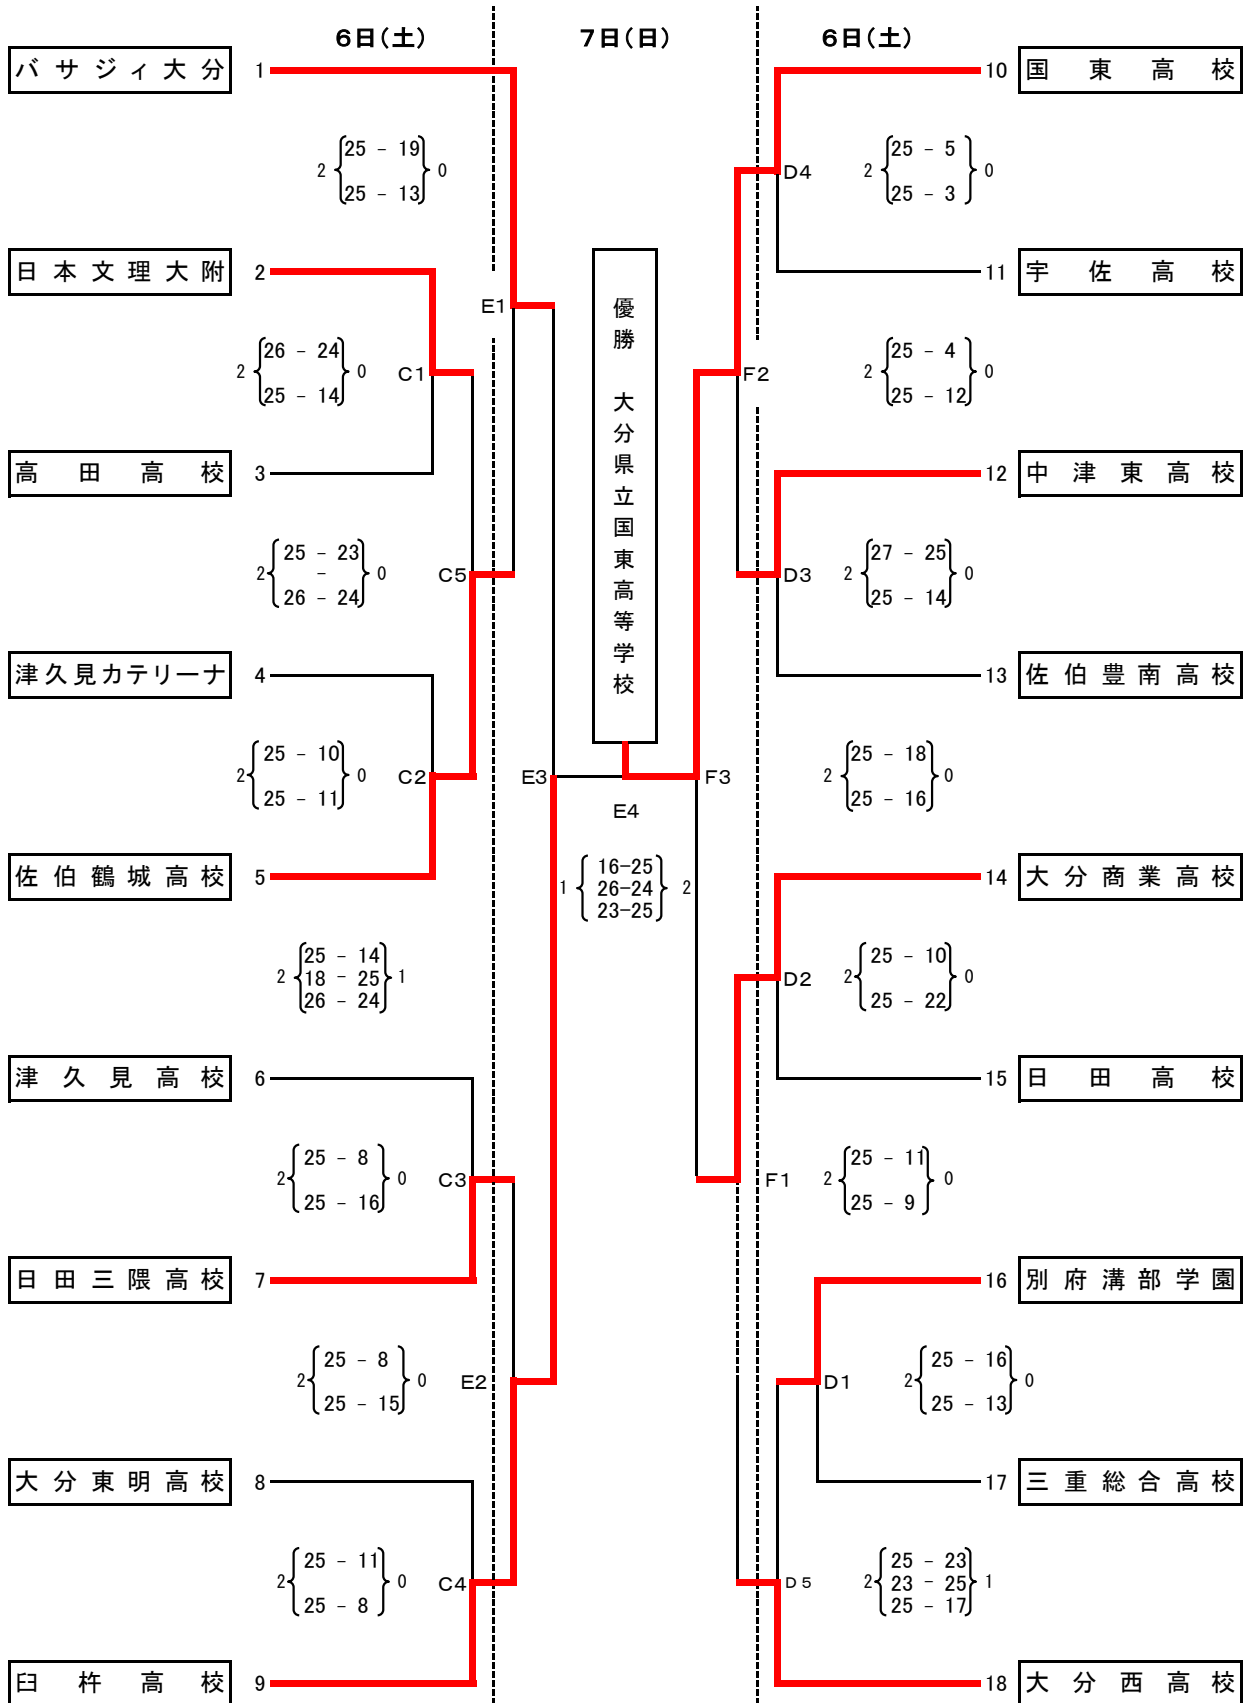 6日(土)
7日(日)
6日(土)
バサジィ大分 1
2 25 - 19 0
25 - 13
日本文理大附 2
E1
2 26 - 24 0
25 - 14
C1
高田高校 3
2 25 - 23 0
-
26 - 24
C5
津久見カテリーナ 4
2 25 - 10 0
25 - 11
C2
佐伯鶴城高校 5
2 25 - 14 1
18 - 25
26 - 24
E3
津久見高校 6
2 25 - 8 0
25 - 16
C3
日田三隈高校 7
2 25 - 8 0
25 - 15
E2
大分東明高校 8
2 25 - 11 0
25 - 8
C4
臼杵高校 9
優勝 大分県立国東高等学校
E4
1 16-25 2
26-24
23-25
10 国東高校
D4
2 25 - 5 0
25 - 3
11 宇佐高校
F2
2 25 - 4 0
25 - 12
12 中津東高校
D3
2 27 - 25 0
25 - 14
13 佐伯豊南高校
F3
2 25 - 18 0
25 - 16
14 大分商業高校
D2
2 25 - 10 0
25 - 22
15 日田高校
F1
2 25 - 11 0
25 - 9
16 別府溝部学園
D1
2 25 - 16 0
25 - 13
17 三重総合高校
D5
2 25 - 23 1
23 - 25
25 - 17
18 大分西高校